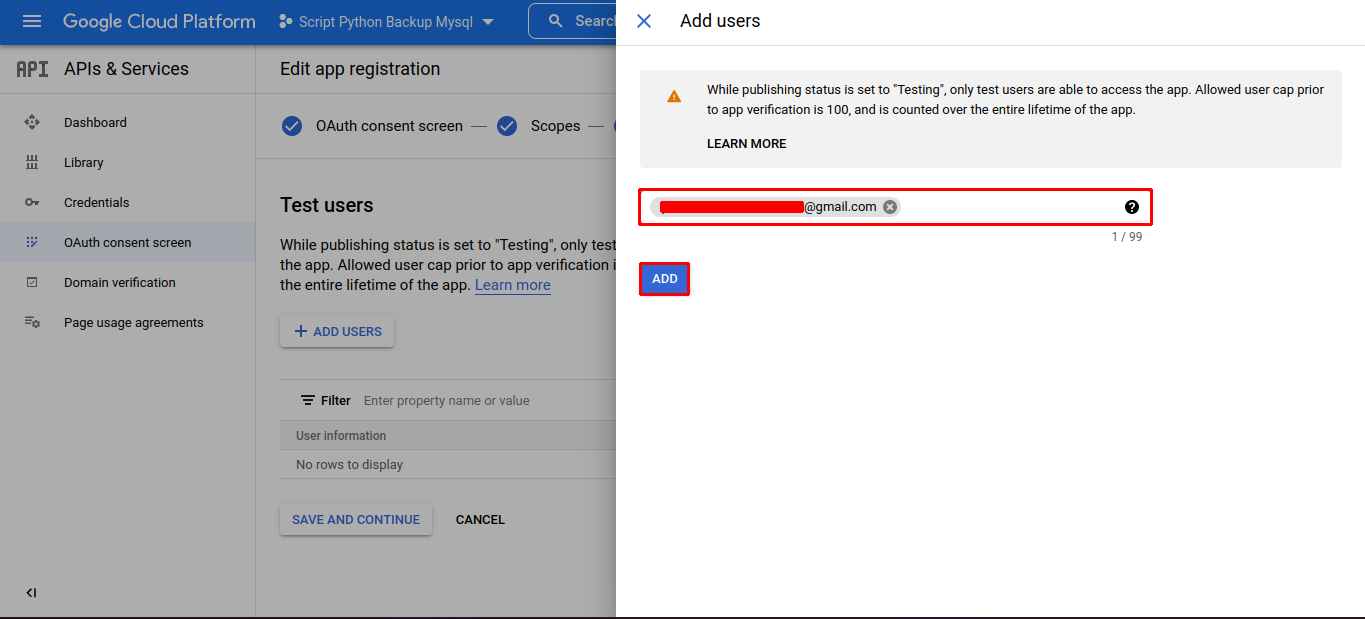 Google Cloud Platform
Script Python Backup Mysql
Searc
API
APIs & Services
Dashboard
Library
Credentials
OAuth consent screen
Domain verification
Page usage agreements
Edit app registration
OAuth consent screen — Scopes —
Test users
While publishing status is set to "Testing", only test
the app. Allowed user cap prior to app verification i
the entire lifetime of the app. Learn more
+ ADD USERS
Filter Enter property name or value
User information
No rows to display
SAVE AND CONTINUE CANCEL
Add users
While publishing status is set to "Testing", only test users are able to access the app. Allowed user cap prior
to app verification is 100, and is counted over the entire lifetime of the app.
LEARN MORE
@gmail.com
1 / 99
ADD